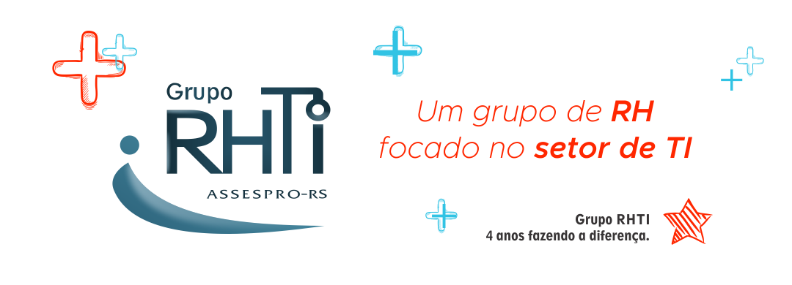 Grupo
RHTI
ASSESPRO-RS
Um grupo de RH
focado no setor de TI
Grupo RHTI
4 anos fazendo a diferença.